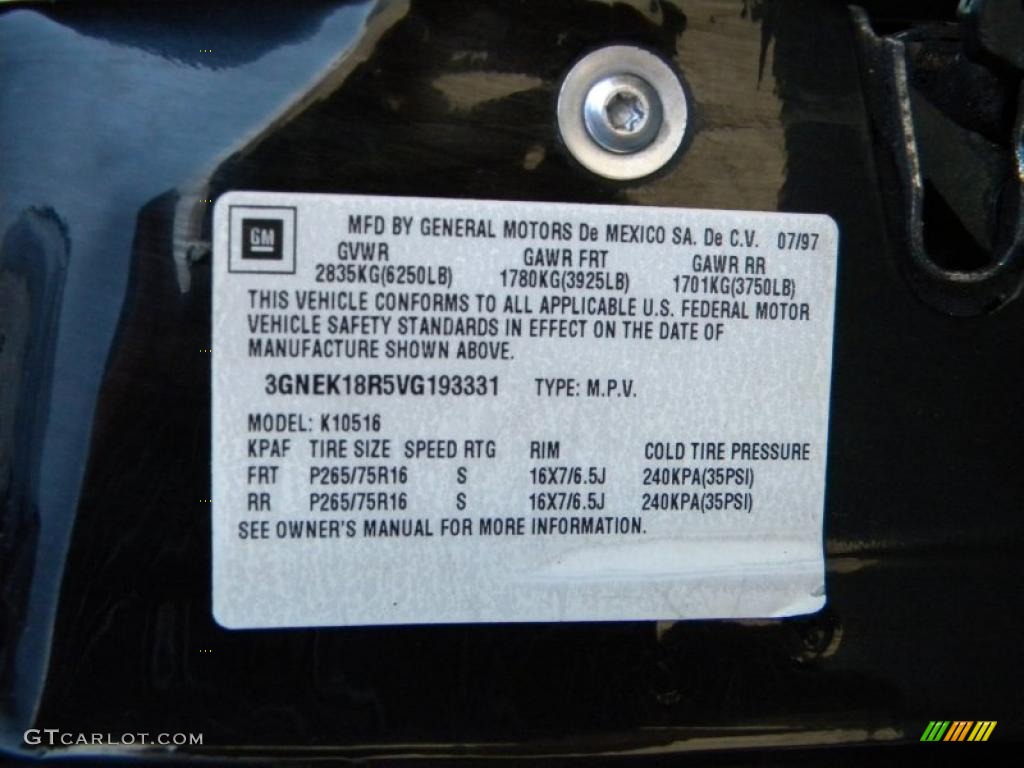 GM
MFD BY GENERAL MOTORS De MEXICO SA. De C.V. 07/97
GVWR GAWR FRT GAWR RR
2835KG(6250LB) 1780KG(3925LB) 1701KG(3750LB)
THIS VEHICLE CONFORMS TO ALL APPLICABLE U.S. FEDERAL MOTOR
VEHICLE SAFETY STANDARDS IN EFFECT ON THE DATE OF
MANUFACTURE SHOWN ABOVE.
3GNEK18R5VG193331 TYPE: M.P.V.
MODEL: K10516
KPAF TIRE SIZE SPEED RTG RIM COLD TIRE PRESSURE
FRT P265/75R16 S 16X7/6.5J 240KPA(35PSI)
RR P265/75R16 S 16X7/6.5J 240KPA(35PSI)
SEE OWNER'S MANUAL FOR MORE INFORMATION.
GTCARLOT.COM